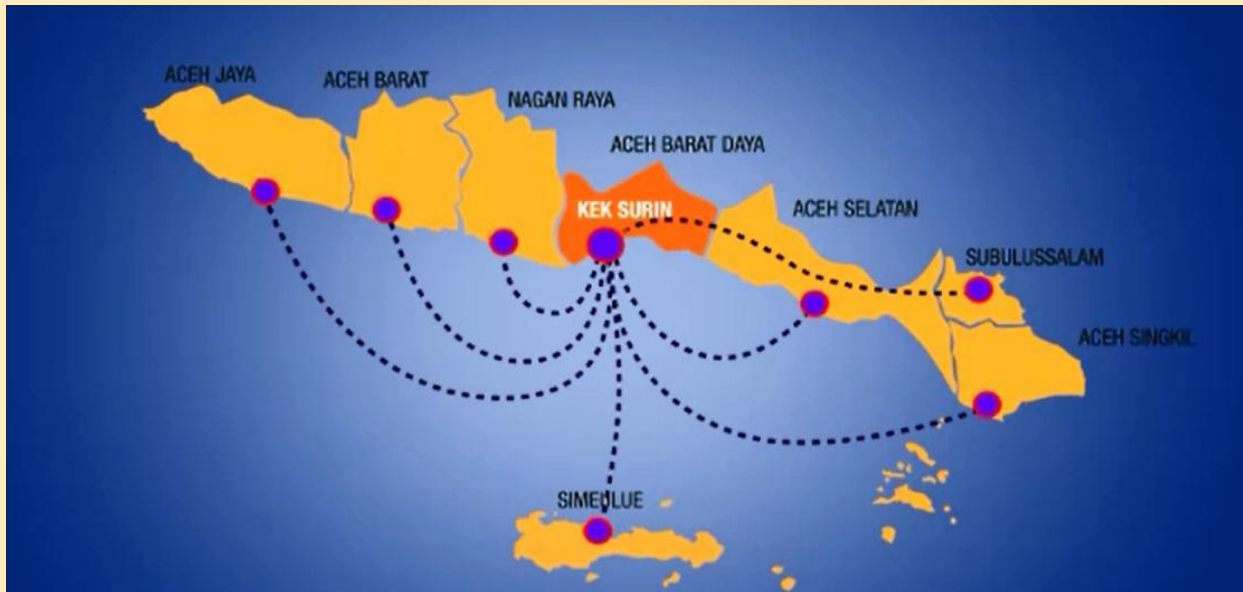 ACEH JAYA
ACEH BARAT
NAGAN RAYA
ACEH BARAT DAYA
KEK SURIN
ACEH SELATAN
SUBULUSSALAM
ACEH SINGKIL
SIMEULUE